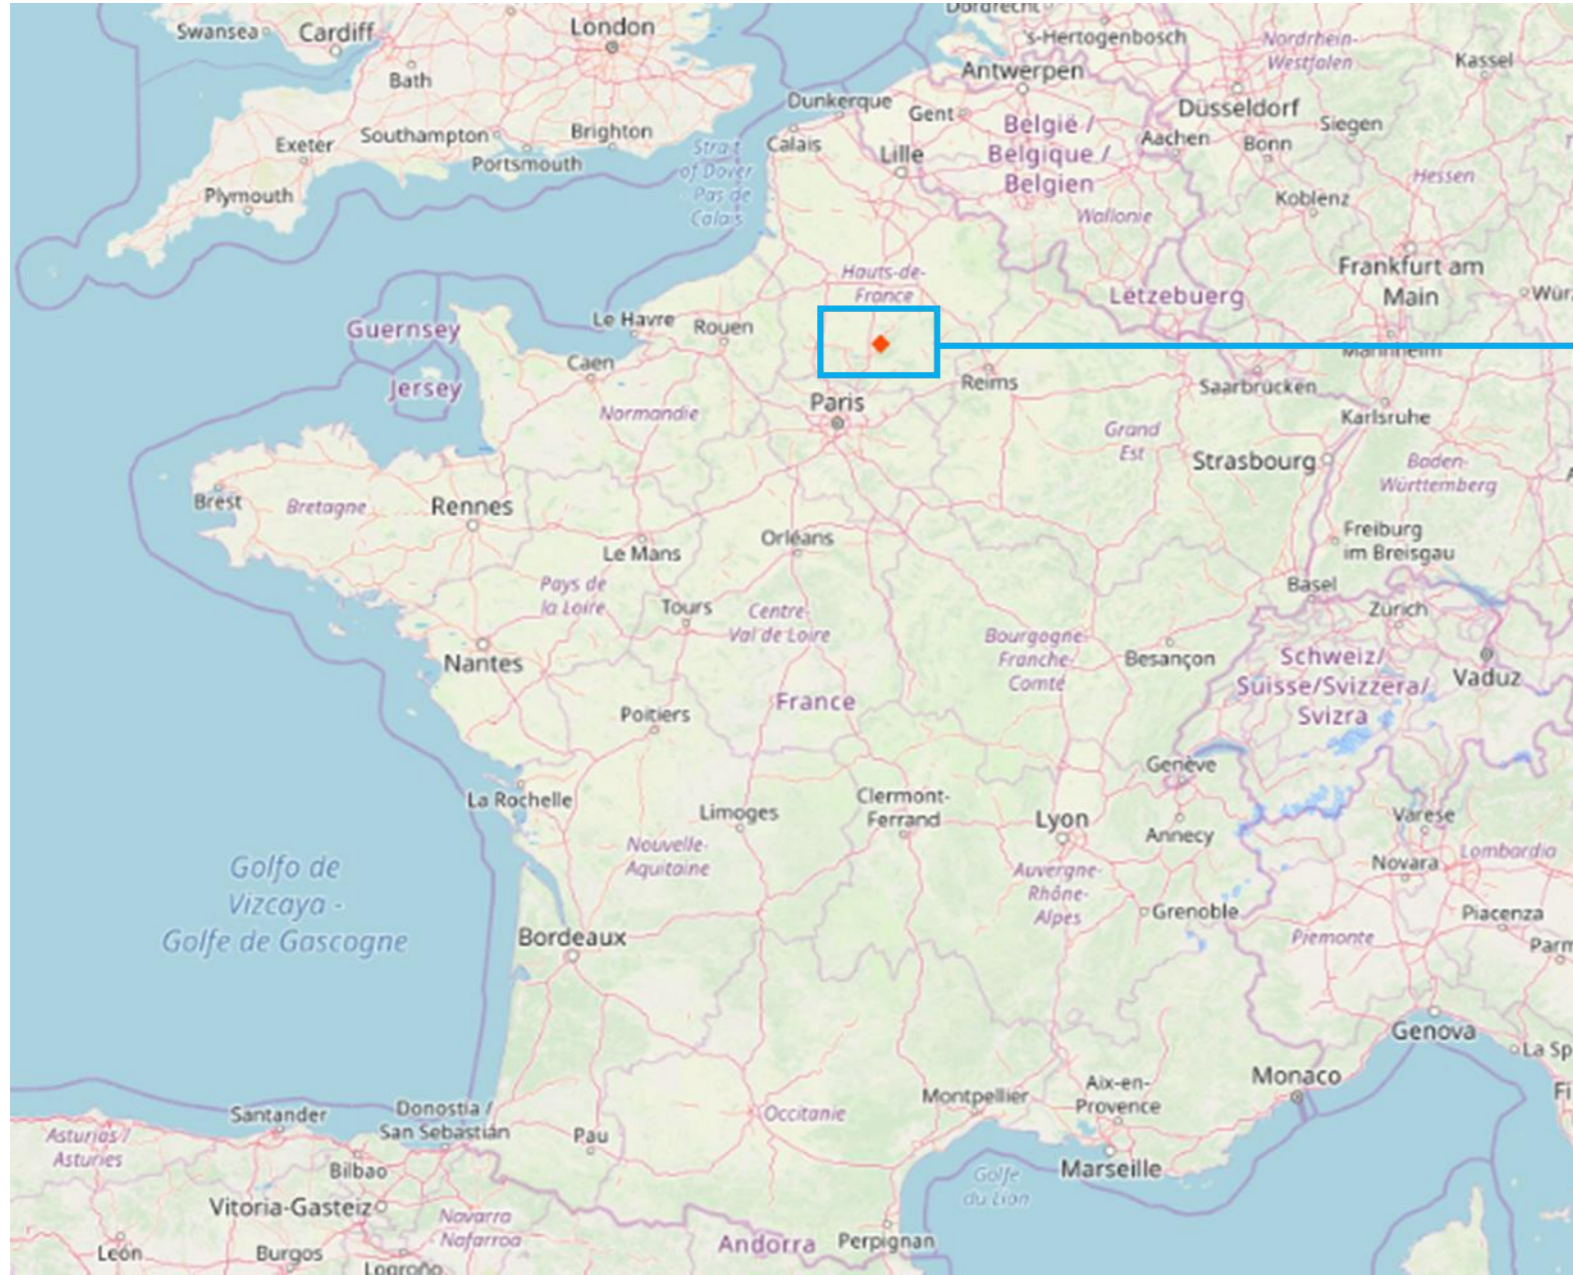 Dordrecht
Swansea
Cardiff
London
's-Hertogenbosch
Nordrhein-
Westfalen
Kassel
Bath
Antwerpen
Dunkerque
Gent
Düsseldorf
België /
Belgique /
Belgien
Siegen
Exeter
Southampton
Brighton
Portsmouth
Strait
of Dover
- Pas de
Calais
Calais
Lille
Aachen
Bonn
Plymouth
Koblenz
Hessen
Wallonie
Hauts-de-
France
Frankfurt am
Main
Lëtzebuerg
Wür
Guernsey
Le Havre
Rouen
Caen
Mannheim
Jersey
Reims
Saarbrücken
Paris
Normandie
Karlsruhe
Grand
Est
Strasbourg
Baden-
Württemberg
Brest
Bretagne
Rennes
Orléans
Le Mans
Freiburg
im Breisgau
Pays de
la Loire
Tours
Centre-
Val de Loire
Basel
Zürich
Nantes
Bourgogne-
Franche-
Comté
Besançon
Schweiz/
Suisse/Svizzera/
Svizra
Vaduz
France
Poitiers
Genève
La Rochelle
Limoges
Clermont-
Ferrand
Lyon
Annecy
Varese
Novara
Lombardia
Nouvelle-
Aquitaine
Auvergne-
Rhône-
Alpes
Golfo de
Vizcaya -
Golfe de Gascogne
Grenoble
Piacenza
Bordeaux
Piemonte
Parm
Genova
La Sp
Monaco
Fi
Aix-en-
Provence
Montpellier
Santander
Donostia /
San Sebastián
Occitanie
Asturias /
Asturies
Pau
Bilbao
Golfe
du Lion
Marseille
Vitoria-Gasteiz
Navarra
- Nafarroa
Andorra
Perpignan
León
Burgos
Logroño